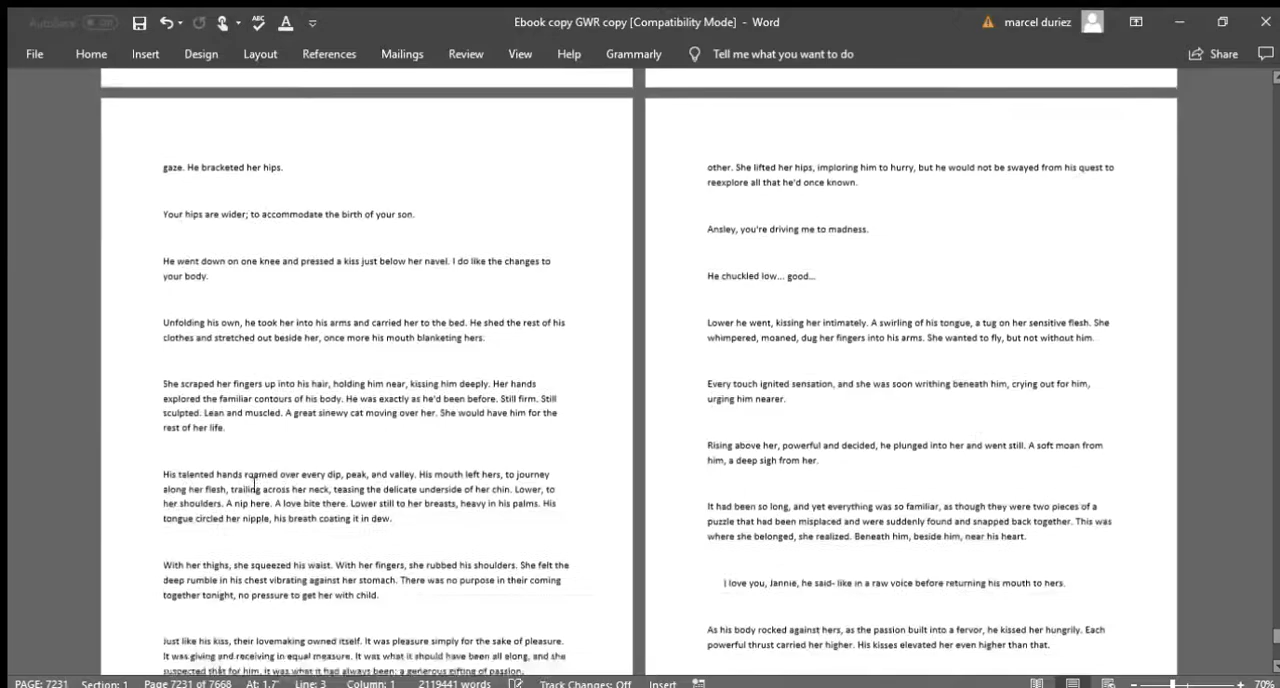 AutoSave Off
Ebook copy GWR copy [Compatibility Mode] - Word
marcel duriez
File Home Insert Design Layout References Mailings Review View Help Grammarly Tell me what you want to do Share
gaze. He bracketed her hips.
Your hips are wider; to accommodate the birth of your son.
He went down on one knee and pressed a kiss just below her navel. I do like the changes to
your body.
Unfolding his own, he took her into his arms and carried her to the bed. He shed the rest of his
clothes and stretched out beside her, once more his mouth blanketing hers.
She scraped her fingers up into his hair, holding him near, kissing him deeply. Her hands
explored the familiar contours of his body. He was exactly as he'd been before. Still firm. Still
sculpted. Lean and muscled. A great sinewy cat moving over her. She would have him for the
rest of her life.
His talented hands roamed over every dip, peak, and valley. His mouth left hers, to journey
along her flesh, trailing across her neck, teasing the delicate underside of her chin. Lower, to
her shoulders. A nip here. A love bite there. Lower still to her breasts, heavy in his palms. His
tongue circled her nipple, his breath coating it in dew.
With her thighs, she squeezed his waist. With her fingers, she rubbed his shoulders. She felt the
deep rumble in his chest vibrating against her stomach. There was no purpose in their coming
together tonight, no pressure to get her with child.
Just like his kiss, their lovemaking owned itself. It was pleasure simply for the sake of pleasure.
It was giving and receiving in equal measure. It was what it should have been all along, and she
suspected that for him, it was what it had always been: a generous gifting of passion.
other. She lifted her hips, imploring him to hurry, but he would not be swayed from his quest to
reexplore all that he'd once known.
Ansley, you're driving me to madness.
He chuckled low... good...
Lower he went, kissing her intimately. A swirling of his tongue, a tug on her sensitive flesh. She
whimpered, moaned, dug her fingers into his arms. She wanted to fly, but not without him.
Every touch ignited sensation, and she was soon writhing beneath him, crying out for him,
urging him nearer.
Rising above her, powerful and decided, he plunged into her and went still. A soft moan from
him, a deep sigh from her.
It had been so long, and yet everything was so familiar, as though they were two pieces of a
puzzle that had been misplaced and were suddenly found and snapped back together. This was
where she belonged, she realized. Beneath him, beside him, near his heart.
I love you, Jannie, he said- like in a raw voice before returning his mouth to hers.
As his body rocked against hers, as the passion built into a fervor, he kissed her hungrily. Each
powerful thrust carried her higher. His kisses elevated her even higher than that.
PAGE: 7231 Section: 1 Page 7231 of 7668 At: 1.7" Line: 3 Column: 1 2119441 words Track Changes: Off Insert 70%